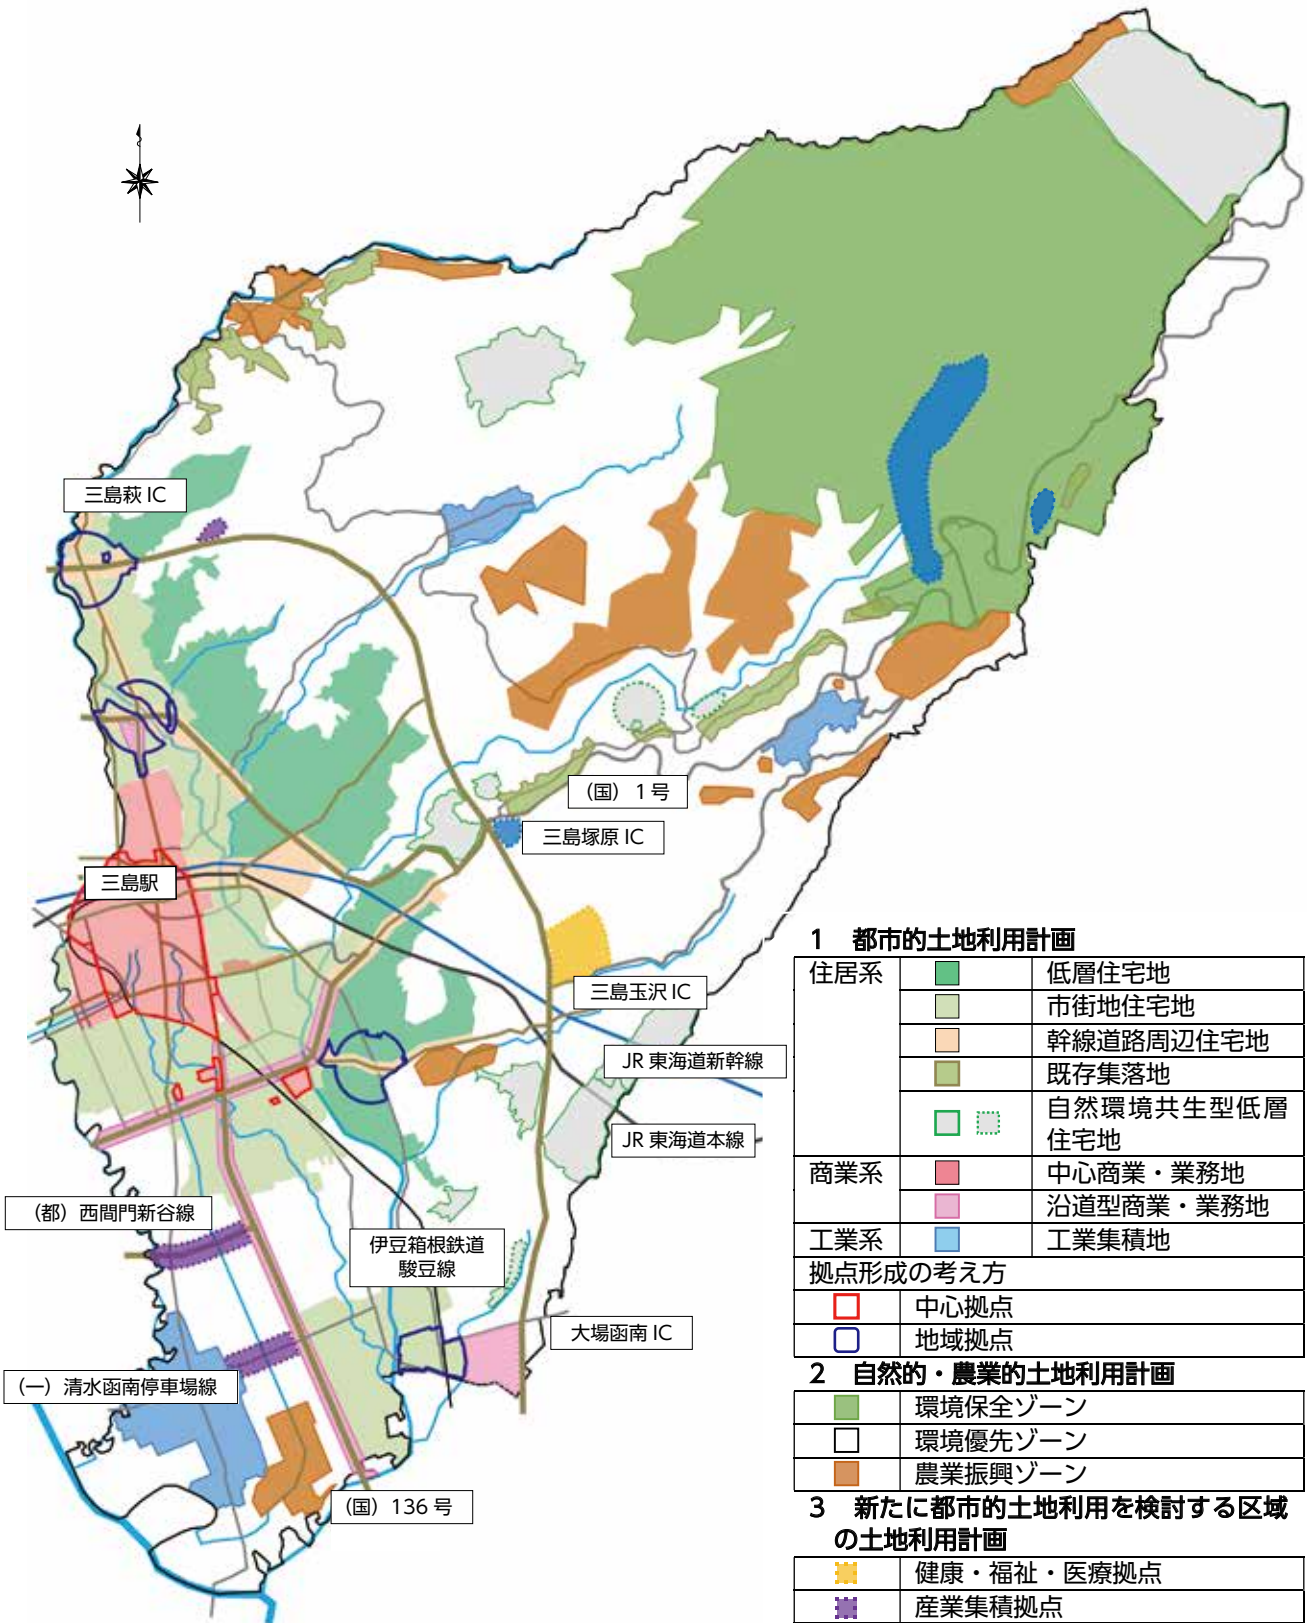 三島萩 IC
（国） 1 号
三島塚原 IC
三島駅
三島玉沢 IC
JR 東海道新幹線
JR 東海道本線
（都）西間門新谷線
伊豆箱根鉄道
駿豆線
大場函南 IC
（一）清水函南停車場線
（国）136 号
1 都市的土地利用計画
住居系 低層住宅地
市街地住宅地
幹線道路周辺住宅地
既存集落地
自然環境共生型低層
住宅地
商業系 中心商業・業務地
沿道型商業・業務地
工業系 工業集積地
拠点形成の考え方
中心拠点
地域拠点
2 自然的・農業的土地利用計画
環境保全ゾーン
環境優先ゾーン
農業振興ゾーン
3 新たに都市的土地利用を検討する区域
の土地利用計画
健康・福祉・医療拠点
産業集積拠点